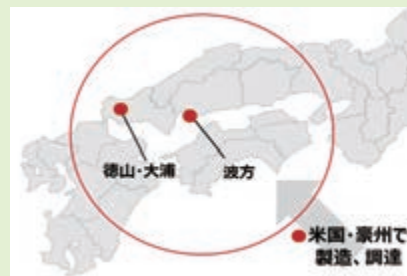 徳山・大浦
波方
米国・豪州で
製造、調達